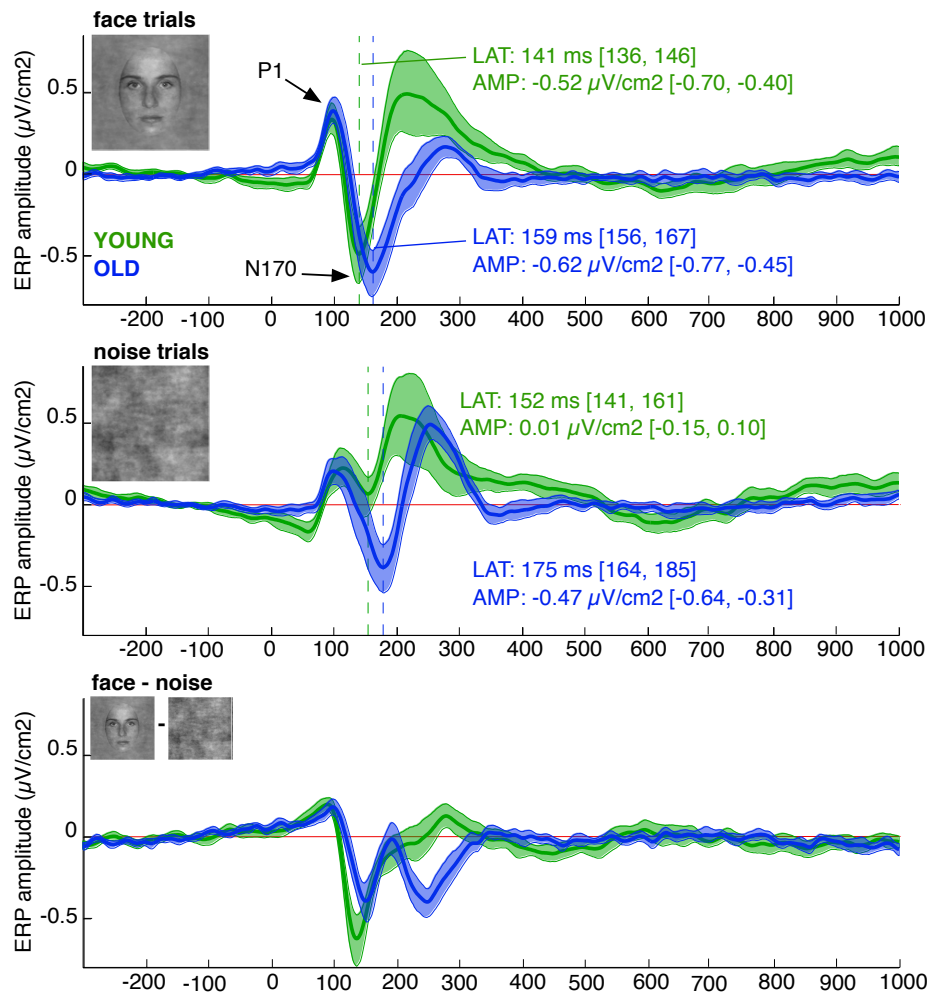 face trials
ERP amplitude (µV/cm2)
0.5
0
-0.5
P1
LAT: 141 ms [136, 146]
AMP: -0.52 µV/cm2 [-0.70, -0.40]
YOUNG
OLD
N170
LAT: 159 ms [156, 167]
AMP: -0.62 µV/cm2 [-0.77, -0.45]
-200 -100 0 100 200 300 400 500 600 700 800 900 1000
noise trials
ERP amplitude (µV/cm2)
0.5
0
-0.5
LAT: 152 ms [141, 161]
AMP: 0.01 µV/cm2 [-0.15, 0.10]
LAT: 175 ms [164, 185]
AMP: -0.47 µV/cm2 [-0.64, -0.31]
-200 -100 0 100 200 300 400 500 600 700 800 900 1000
face - noise
-
ERP amplitude (µV/cm2)
0.5
0
-0.5
-200 -100 0 100 200 300 400 500 600 700 800 900 1000